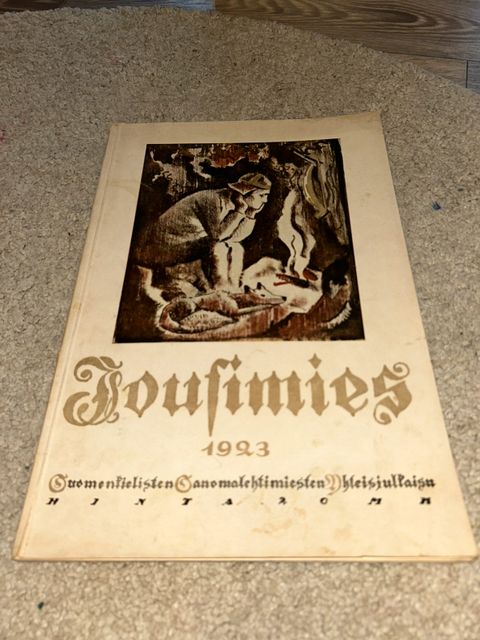 Jousimies
1923
Suomenkielisten Sanomalehtimiesten Yhteisjulkaisu
HINTA 20 MK